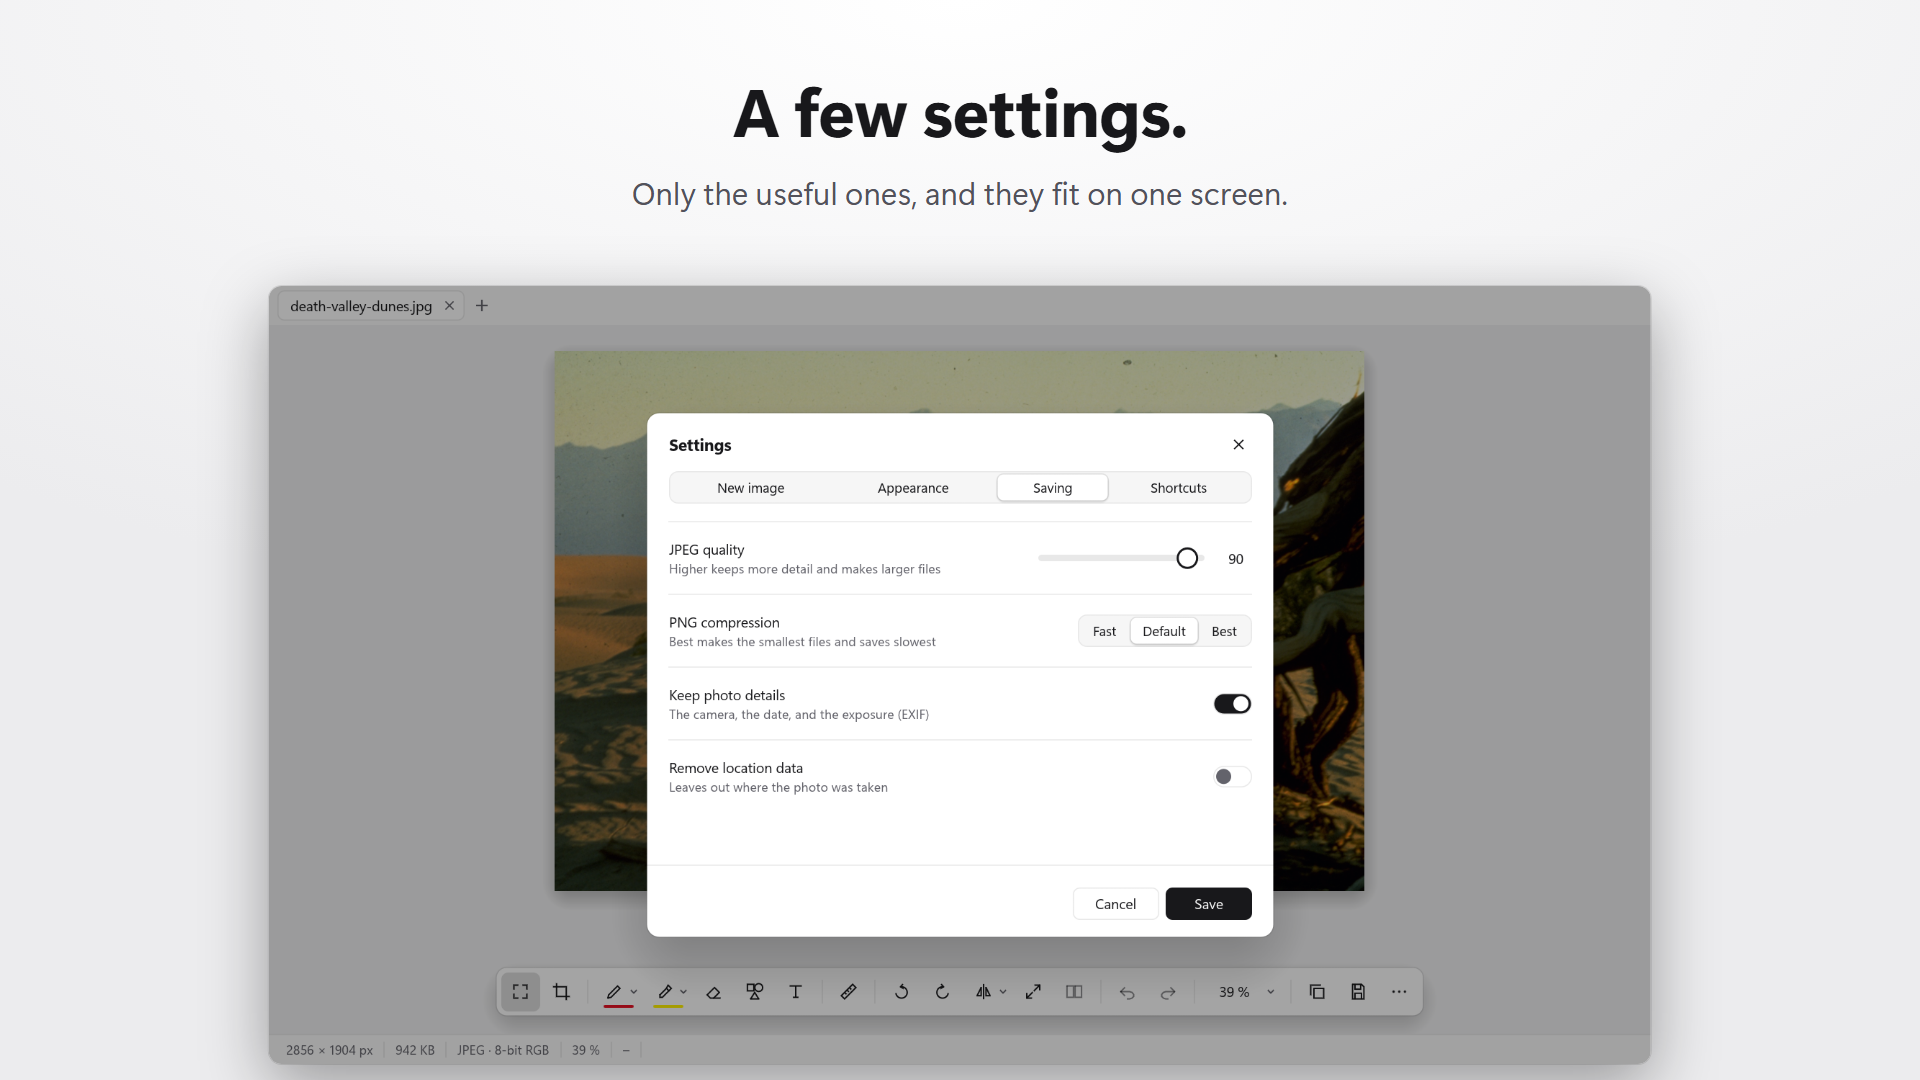 A few settings.
Only the useful ones, and they fit on one screen.
death-valley-dunes.jpg
Settings
New image
Appearance
Saving
Shortcuts
JPEG quality
Higher keeps more detail and makes larger files
90
PNG compression
Best makes the smallest files and saves slowest
Fast
Default
Best
Keep photo details
The camera, the date, and the exposure (EXIF)
Remove location data
Leaves out where the photo was taken
Cancel
Save
39 %
2856 × 1904 px
942 KB
JPEG · 8-bit RGB
39 %
–